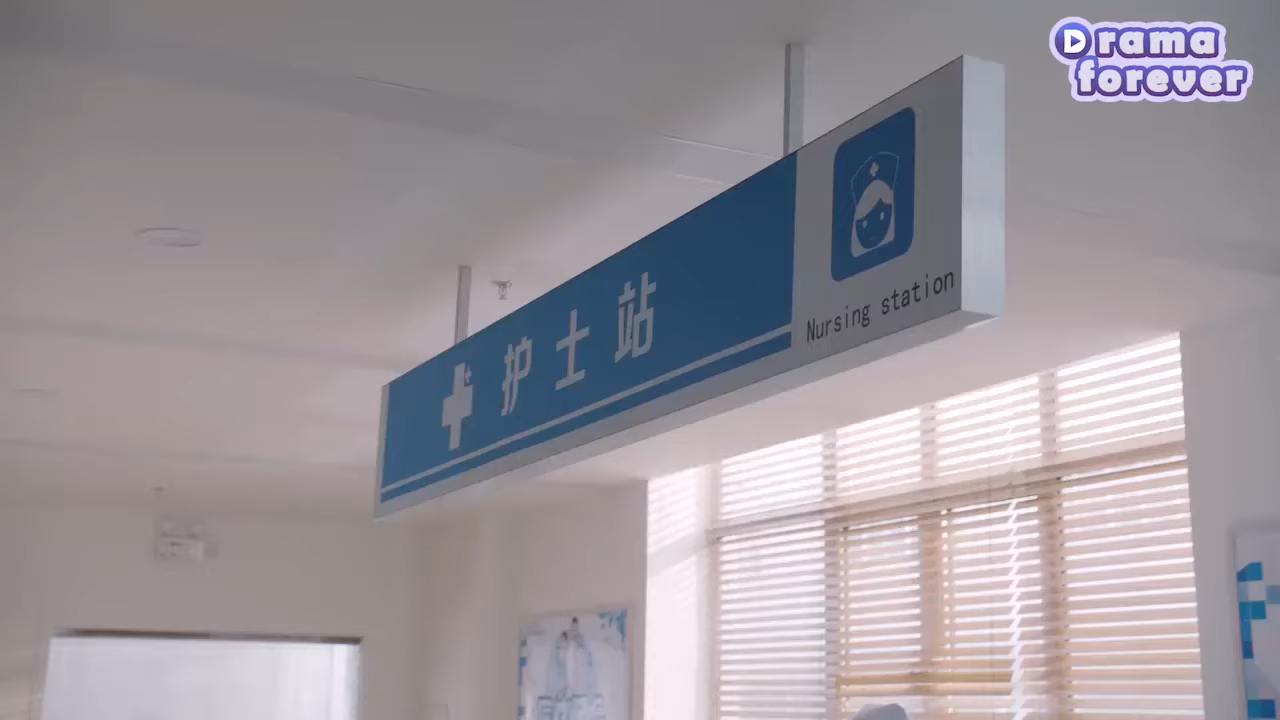 Drama
forever
护士站
Nursing station